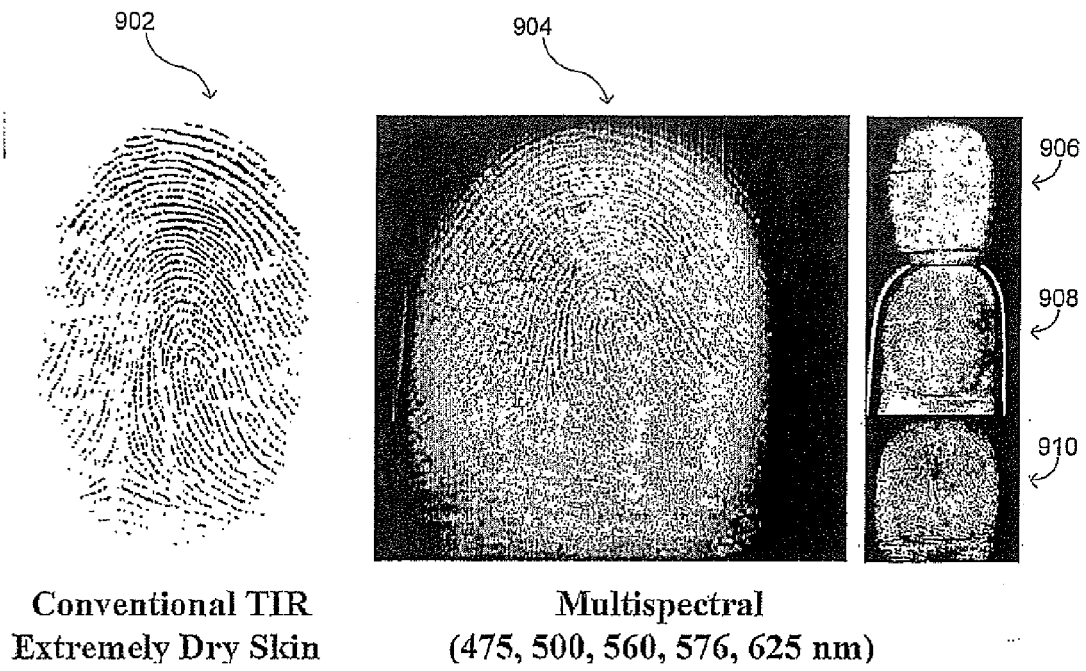 902
904
906
908
910
Conventional TIR
Extremely Dry Skin
Multispectral
(475, 500, 560, 576, 625 nm)